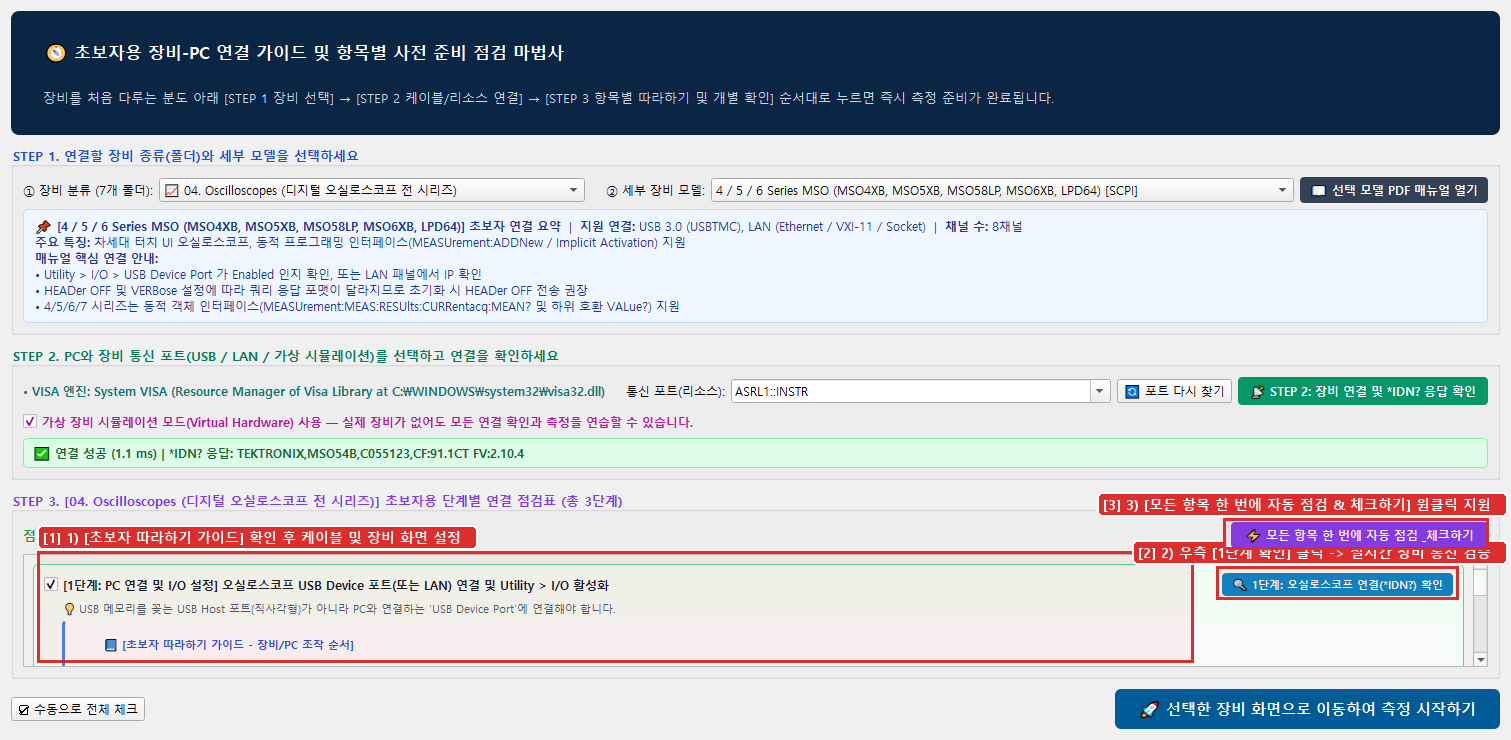 초보자용 장비-PC 연결 가이드 및 항목별 사전 준비 점검 마법사
장비를 처음 다루는 분도 아래 [STEP 1 장비 선택] → [STEP 2 케이블/리소스 연결] → [STEP 3 항목별 따라하기 및 개별 확인] 순서대로 누르면 즉시 측정 준비가 완료됩니다.
STEP 1. 연결할 장비 종류(폴더)와 세부 모델을 선택하세요
① 장비 분류 (7개 폴더): 04. Oscilloscopes (디지털 오실로스코프 전 시리즈) ② 세부 장비 모델: 4 / 5 / 6 Series MSO (MSO4XB, MSO5XB, MSO58LP, MSO6XB, LPD64) [SCPI] 선택 모델 PDF 매뉴얼 열기
[4 / 5 / 6 Series MSO (MSO4XB, MSO5XB, MSO58LP, MSO6XB, LPD64)] 초보자 연결 요약 | 지원 연결: USB 3.0 (USBTMC), LAN (Ethernet / VXI-11 / Socket) | 채널 수: 8채널
주요 특징: 차세대 터치 UI 오실로스코프, 동적 프로그래밍 인터페이스(MEASUrement:ADDNew / Implicit Activation) 지원
매뉴얼 핵심 연결 안내:
• Utility > I/O > USB Device Port 가 Enabled 인지 확인, 또는 LAN 패널에서 IP 확인
• HEADer OFF 및 VERBose 설정에 따라 쿼리 응답 포맷이 달라지므로 초기화 시 HEADer OFF 전송 권장
• 4/5/6/7 시리즈는 동적 객체 인터페이스(MEASUrement:MEAS:RESUlts:CURRentacq:MEAN? 및 하위 호환 VALue?) 지원
STEP 2. PC와 장비 통신 포트(USB / LAN / 가상 시뮬레이션)를 선택하고 연결을 확인하세요
• VISA 엔진: System VISA (Resource Manager of Visa Library at C:₩WINDOWS₩system32₩visa32.dll) 통신 포트(리소스): ASRL1::INSTR 포트 다시 찾기 STEP 2: 장비 연결 및 *IDN? 응답 확인
가상 장비 시뮬레이션 모드(Virtual Hardware) 사용 — 실제 장비가 없어도 모든 연결 확인과 측정을 연습할 수 있습니다.
연결 성공 (1.1 ms) | *IDN? 응답: TEKTRONIX,MSO54B,C055123,CF:91.1CT FV:2.10.4
STEP 3. [04. Oscilloscopes (디지털 오실로스코프 전 시리즈)] 초보자용 단계별 연결 점검표 (총 3단계)
[3] 3) [모든 항목 한 번에 자동 점검 & 체크하기] 원클릭 지원
점 [1] 1) [초보자 따라하기 가이드] 확인 후 케이블 및 장비 화면 설정
모든 항목 한 번에 자동 점검 _체크하기
[2] 2) 우측 [1단계 확인] 클릭 -> 실시간 장비 통신 검증
[1단계: PC 연결 및 I/O 설정] 오실로스코프 USB Device 포트(또는 LAN) 연결 및 Utility > I/O 활성화
1단계: 오실로스코프 연결(*IDN?) 확인
USB 메모리를 꽂는 USB Host 포트(직사각형)가 아니라 PC와 연결하는 'USB Device Port'에 연결해야 합니다.
[초보자 따라하기 가이드 - 장비/PC 조작 순서]
수동으로 전체 체크
선택한 장비 화면으로 이동하여 측정 시작하기